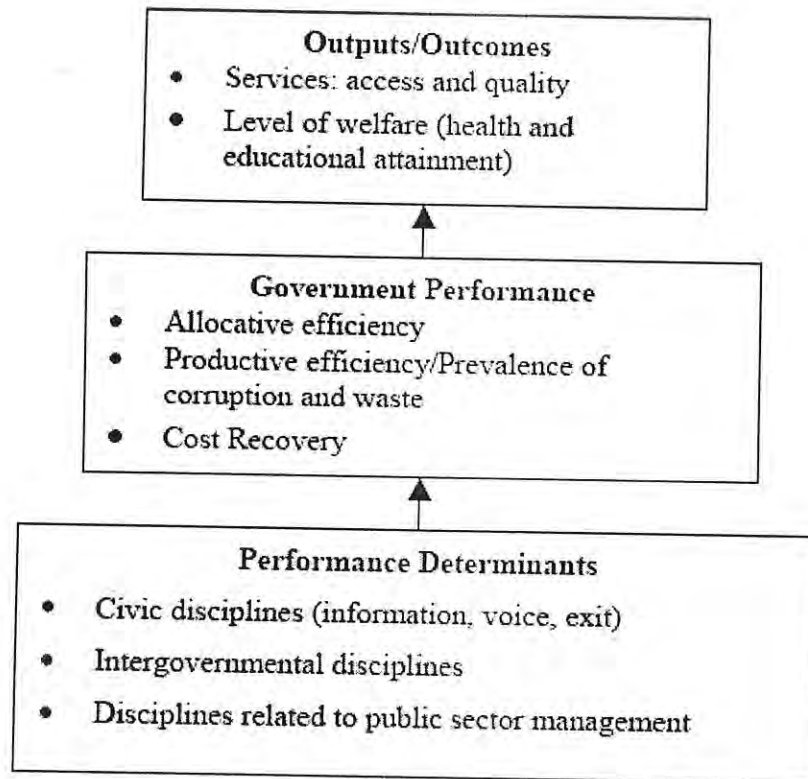 Outputs/Outcomes
• Services: access and quality
• Level of welfare (health and
educational attainment)
Government Performance
• Allocative efficiency
• Productive efficiency/Prevalence of
corruption and waste
• Cost Recovery
Performance Determinants
• Civic disciplines (information, voice, exit)
• Intergovernmental disciplines
• Disciplines related to public sector management